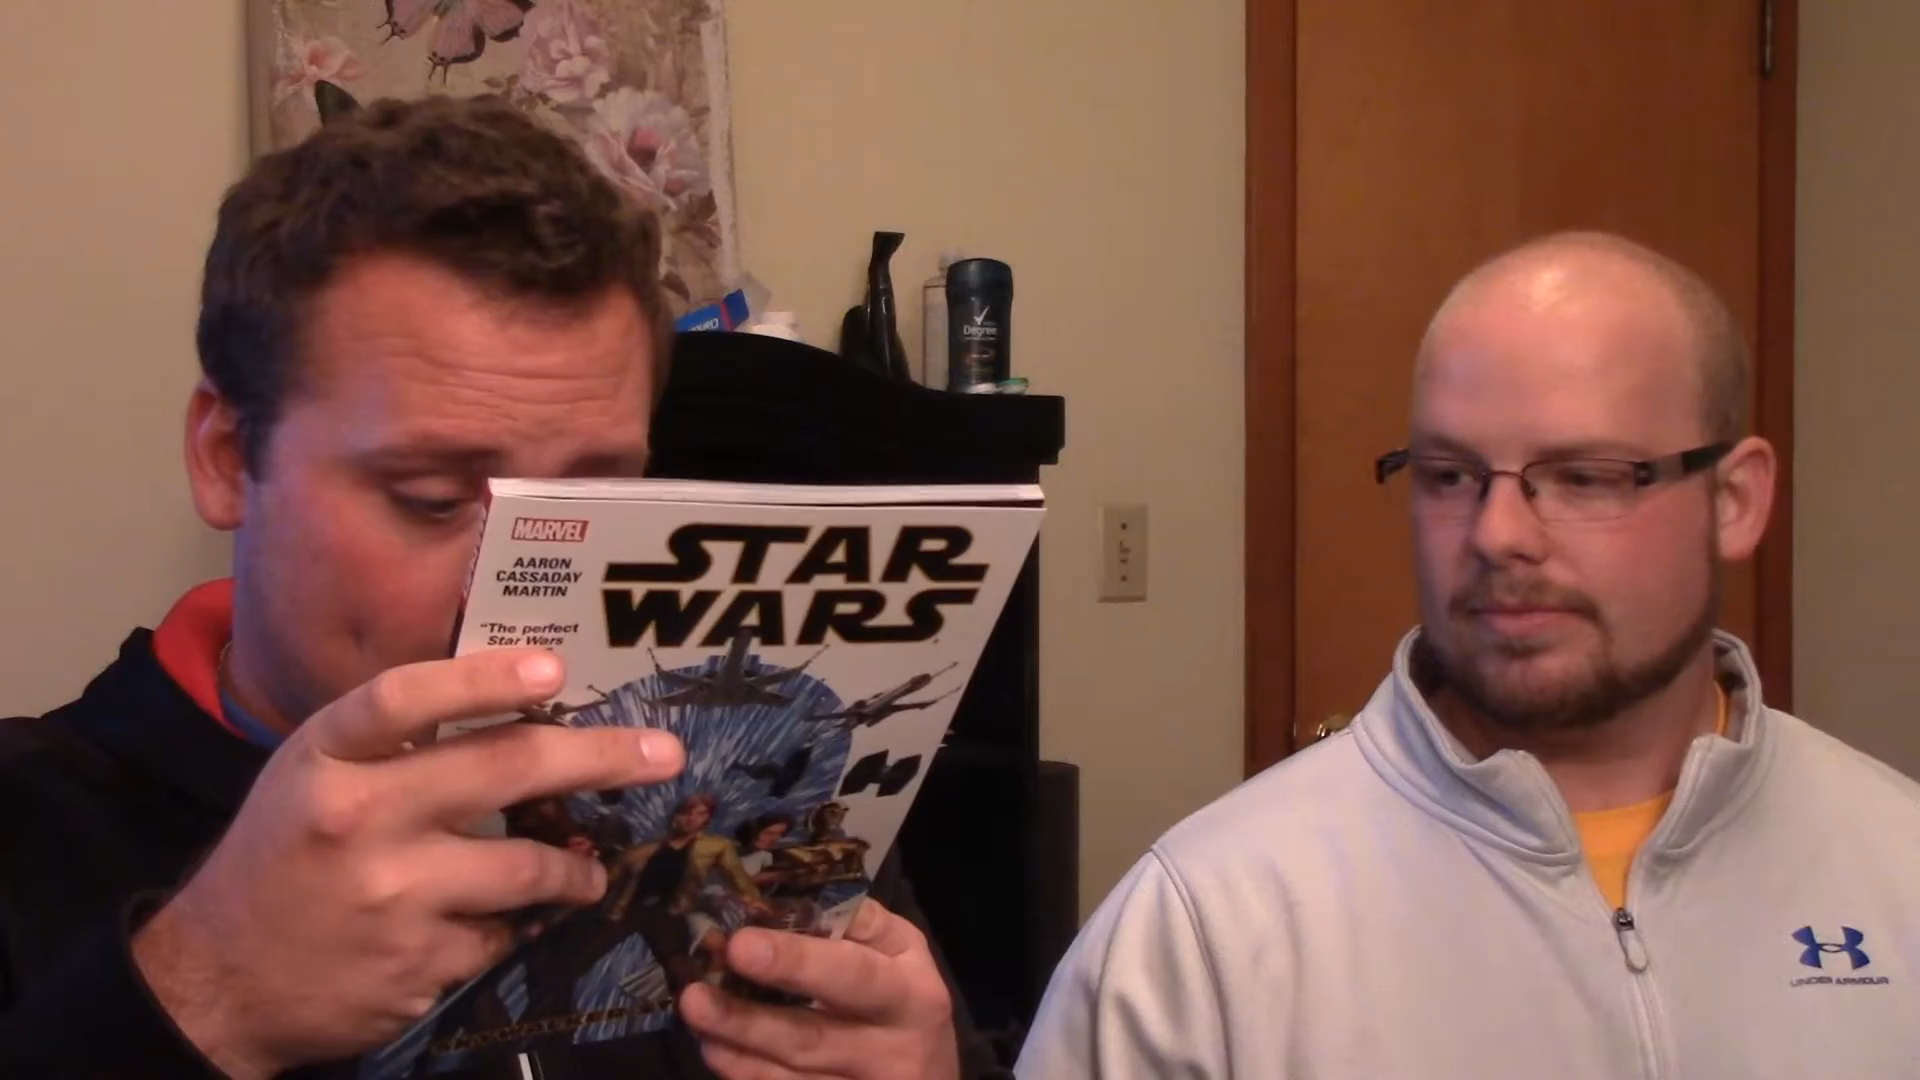 MARVEL
AARON
CASSADAY
MARTIN
"The perfect
Star Wars
STAR
WARS
Degree
UNDER ARMOUR